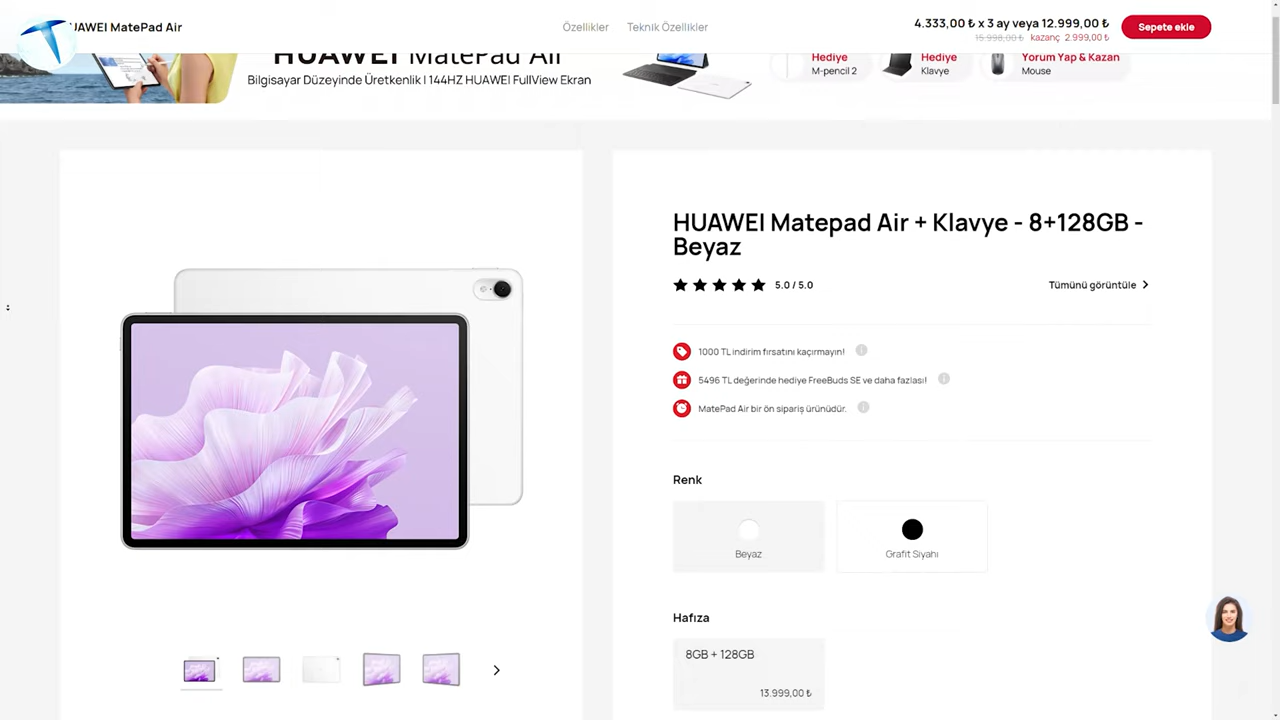 HUAWEI MatePad Air
Özellikler
Teknik Özellikler
4.333,00 ₺ x 3 ay veya 12.999,00 ₺
15.998,00 ₺ kazanç 2.999,00 ₺
Sepete ekle
HUAWEI MatePad Air
Bilgisayar Düzeyinde Üretkenlik | 144HZ HUAWEI FullView Ekran
Hediye
M-pencil 2
Hediye
Klavye
Yorum Yap & Kazan
Mouse
HUAWEI Matepad Air + Klavye - 8+128GB -
Beyaz
5.0 / 5.0
Tümünü görüntüle
1000 TL indirim fırsatını kaçırmayın!
5496 TL değerinde hediye FreeBuds SE ve daha fazlası!
MatePad Air bir ön sipariş ürünüdür.
Renk
Beyaz
Grafit Siyahı
Hafıza
8GB + 128GB
13.999,00 ₺